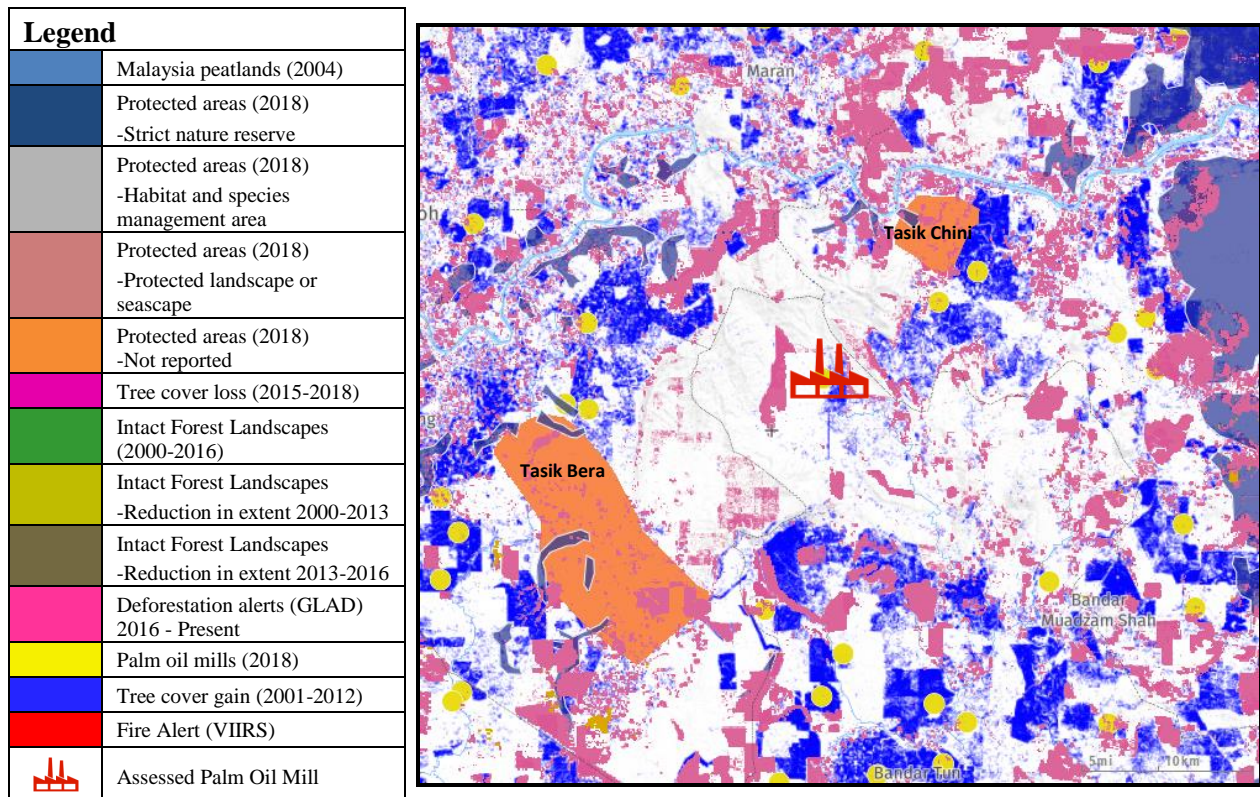 Legend
Malaysia peatlands (2004)
Protected areas (2018)
-Strict nature reserve
Protected areas (2018)
-Habitat and species
management area
Protected areas (2018)
-Protected landscape or
seascape
Protected areas (2018)
-Not reported
Tree cover loss (2015-2018)
Intact Forest Landscapes
(2000-2016)
Intact Forest Landscapes
-Reduction in extent 2000-2013
Intact Forest Landscapes
-Reduction in extent 2013-2016
Deforestation alerts (GLAD)
2016 - Present
Palm oil mills (2018)
Tree cover gain (2001-2012)
Fire Alert (VIIRS)
Assessed Palm Oil Mill
Maran
oh
Tasik Chini
ng
Tasik Bera
Bandar
Muadzam Shah
5mi
10km
Bandar Tun